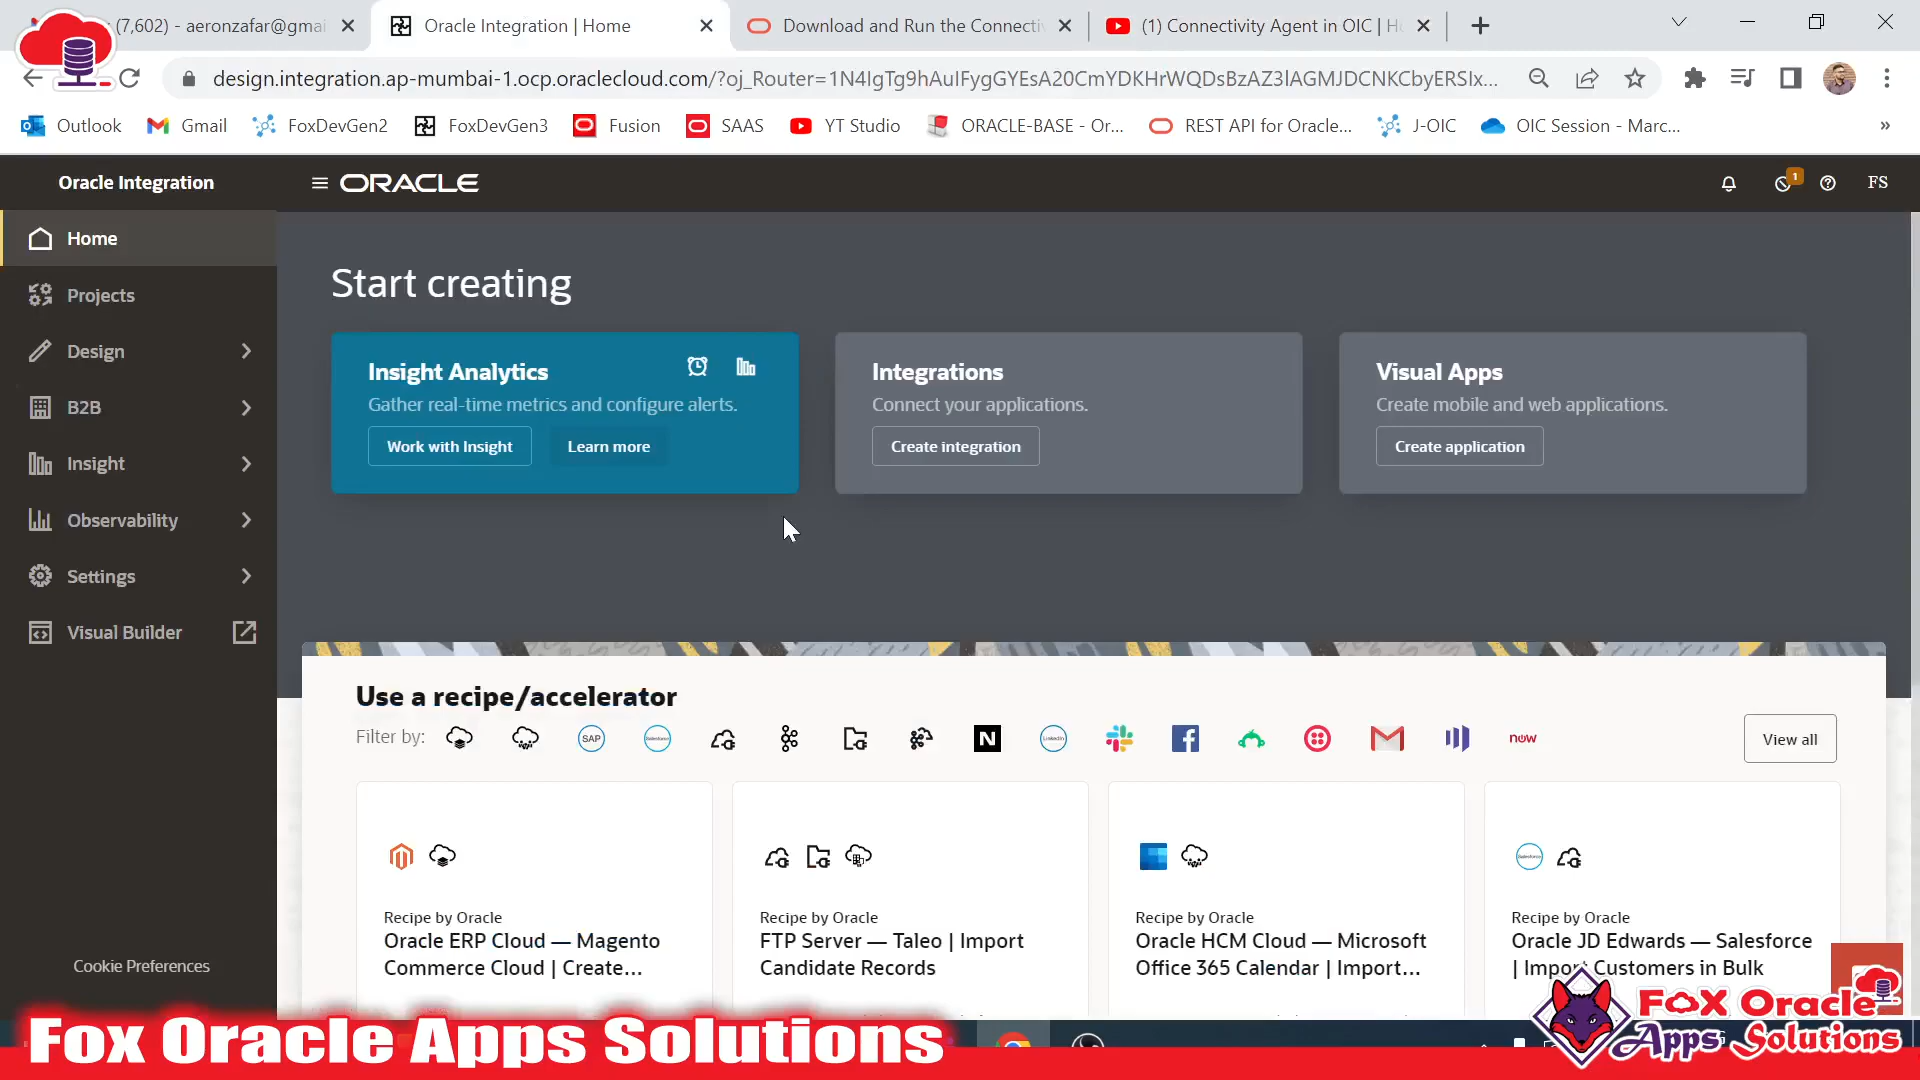 (7,602) - aeronzafar@gmai
Oracle Integration | Home
Download and Run the Connectiv
(1) Connectivity Agent in OIC | H
design.integration.ap-mumbai-1.ocp.oraclecloud.com/?oj_Router=1N4IgTg9hAuIFygGYEsA20CmYDKHrWQDsBzAZ3lAGMJDCNKCbyERSIx...
Outlook
Gmail
FoxDevGen2
FoxDevGen3
Fusion
SAAS
YT Studio
ORACLE-BASE - Or...
REST API for Oracle...
J-OIC
OIC Session - Marc...
»
Oracle Integration
ORACLE
1
FS
Home
Projects
Design
B2B
Insight
Observability
Settings
Visual Builder
Cookie Preferences
Start creating
Insight Analytics
Gather real-time metrics and configure alerts.
Work with Insight
Learn more
Integrations
Connect your applications.
Create integration
Visual Apps
Create mobile and web applications.
Create application
Use a recipe/accelerator
Filter by:
SAP
N
now
View all
Recipe by Oracle
Oracle ERP Cloud — Magento
Commerce Cloud | Create...
Recipe by Oracle
FTP Server — Taleo | Import
Candidate Records
Recipe by Oracle
Oracle HCM Cloud — Microsoft
Office 365 Calendar | Import...
Recipe by Oracle
Oracle JD Edwards — Salesforce
| Import Customers in Bulk
Fox Oracle Apps Solutions
Fox Oracle
Apps Solutions